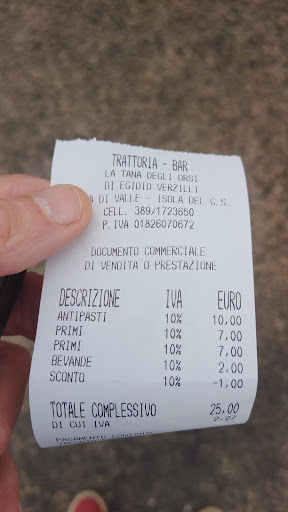 TRATTORIA - BAR
LA TANA DEGLI ORSI
DI EGIDIO VERZILLI
A DI VALLE - ISOLA DEL G.S.
CELL. 389/1723650
P.IVA 01826070672
DOCUMENTO COMMERCIALE
DI VENDITA O PRESTAZIONE
DESCRIZIONE IVA EURO
ANTIPASTI 10% 10,00
PRIMI 10% 7,00
PRIMI 10% 7,00
BEVANDE 10% 2,00
SCONTO 10% -1,00
TOTALE COMPLESSIVO 25,00
DI CUI IVA 2,27
PAGAMENTO CONTANTE